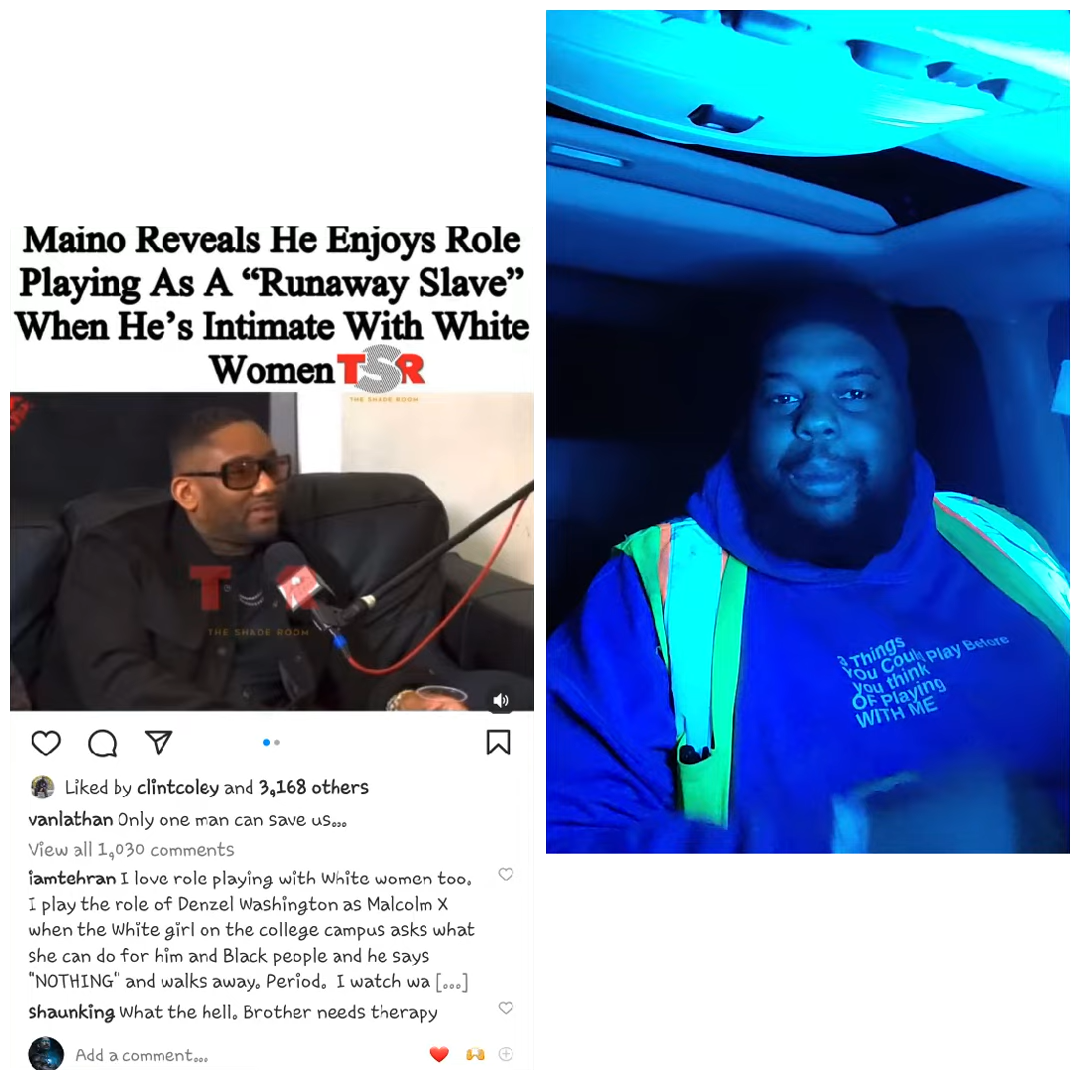 Maino Reveals He Enjoys Role
Playing As A “Runaway Slave”
When He’s Intimate With White
Women TSR
THE SHADE ROOM
THE SHADE ROOM
Liked by clintcoley and 3,168 others
vanlathan Only one man can save us...
View all 1,030 comments
iamtehran I love role playing with White women too.
I play the role of Denzel Washington as Malcolm X
when the White girl on the college campus asks what
she can do for him and Black people and he says
"NOTHING" and walks away. Period. I watch wa [...]
shaunking What the hell. Brother needs therapy
Add a comment...
3 Things
You Could Play Before
you think
OF Playing
WITH ME